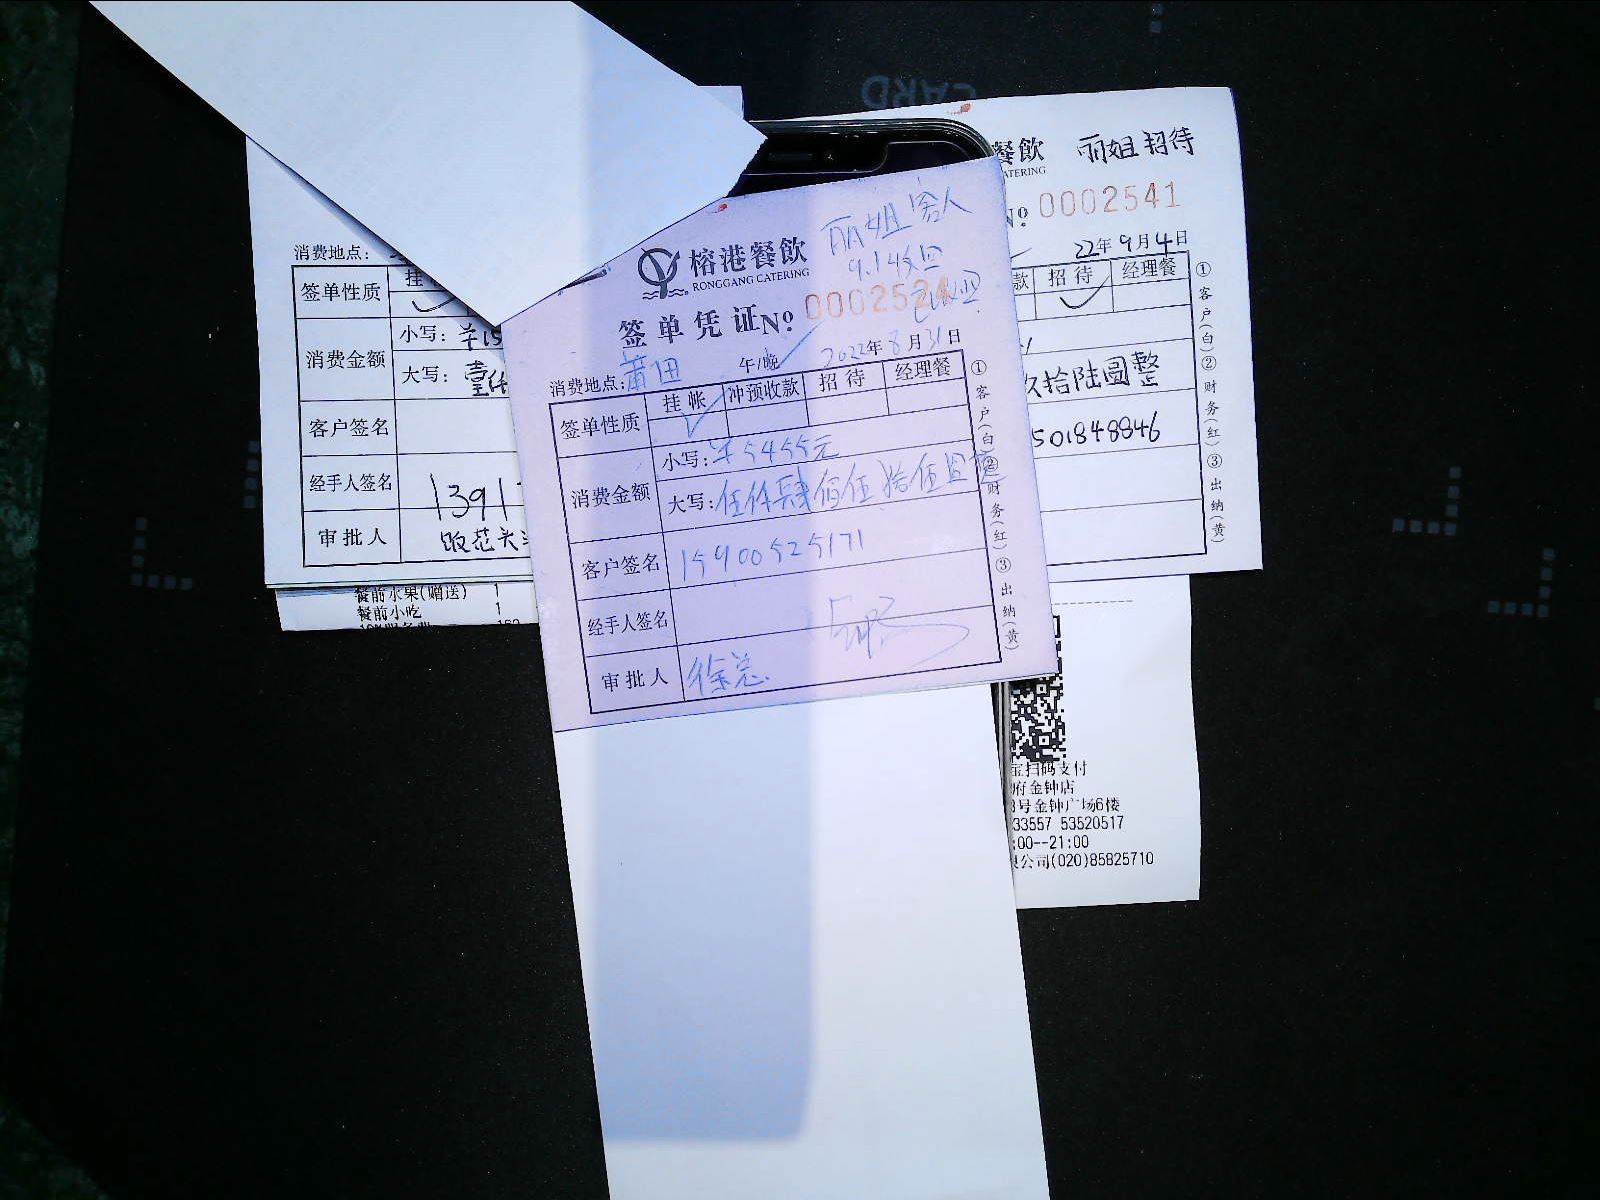 CARD
消费地点:
签单性质 挂
消费金额 小写:￥15
大写:壹仟
客户签名
经手人签名 1391
审批人
餐前水果(赠送) 1
餐前小吃 1
榕港餐飲
RONGGANG CATERING
丽姐客人
9.1收回
签单凭证№ 0002524
消费地点:莆田 午/晚 2022年8月31日
签单性质 挂帐 冲预收款 招待 经理餐
消费金额 小写:￥5455元
大写:伍仟肆佰伍拾伍圆整
客户签名 15900525171
经手人签名
审批人 徐总
①客户(白)②财务(红)③出纳(黄)
餐飲 丽姐招待
CATERING
№ 0002541
22年9月4日
款 招待 经理餐
玖拾陆圆整
501848846
①客户(白)②财务(红)③出纳(黄)
宝扫码支付
府金钟店
3号金钟广场6楼
33557 53520517
:00--21:00
限公司(020)85825710